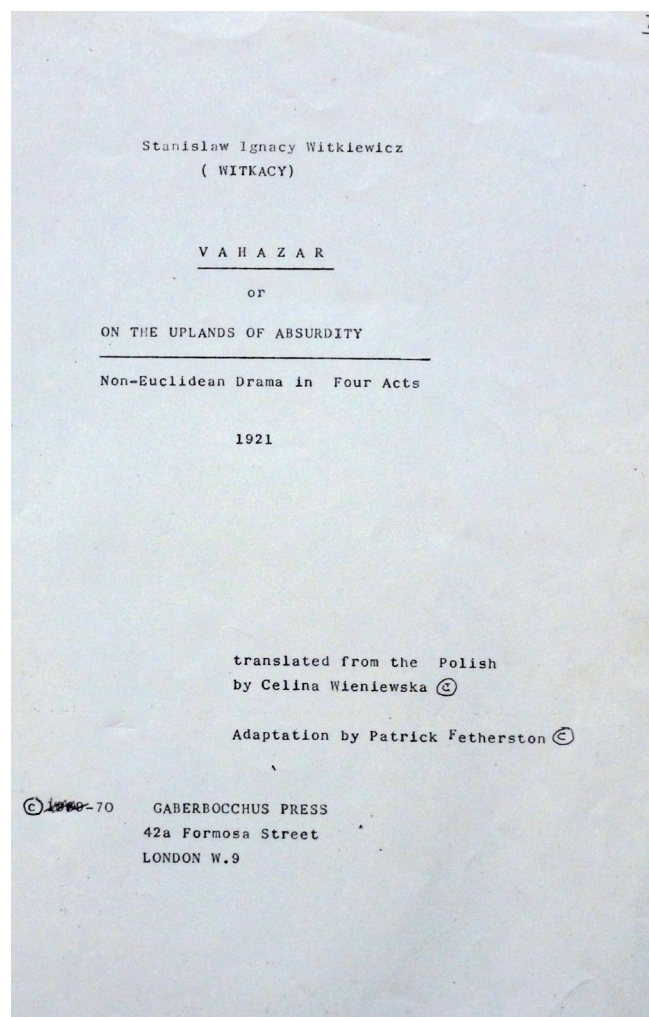 Stanislaw Ignacy Witkiewicz
( WITKACY)
V A H A Z A R
or
ON THE UPLANDS OF ABSURDITY
Non-Euclidean Drama in Four Acts
1921
translated from the Polish
by Celina Wieniewska ©
Adaptation by Patrick Fetherston ©
© -70 GABERBOCCHUS PRESS
42a Formosa Street
LONDON W.9